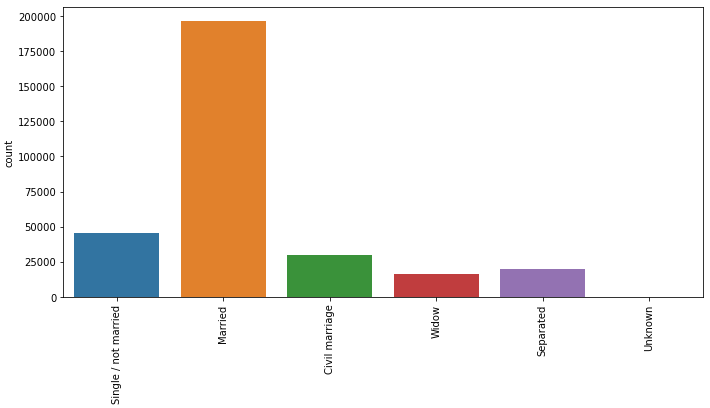 200000
175000
150000
125000
100000
75000
50000
25000
0
count
Single / not married
Married
Civil marriage
Widow
Separated
Unknown